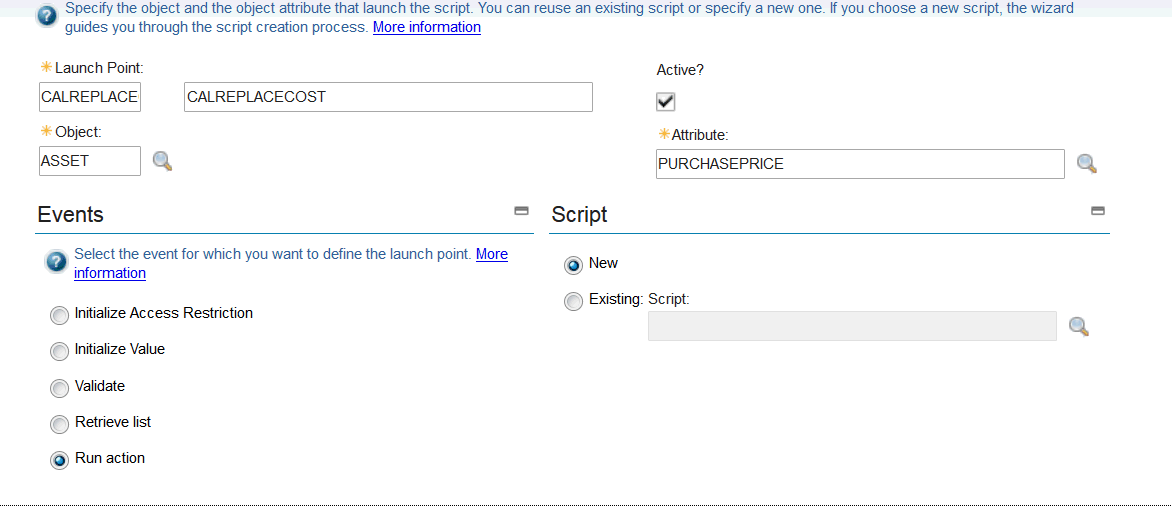 Specify the object and the object attribute that launch the script. You can reuse an existing script or specify a new one. If you choose a new script, the wizard
guides you through the script creation process. More information
Launch Point:
Active?
CALREPLACE
CALREPLACECOST
Object:
Attribute:
ASSET
PURCHASEPRICE
Events
Script
Select the event for which you want to define the launch point. More
information
New
Existing: Script:
Initialize Access Restriction
Initialize Value
Validate
Retrieve list
Run action